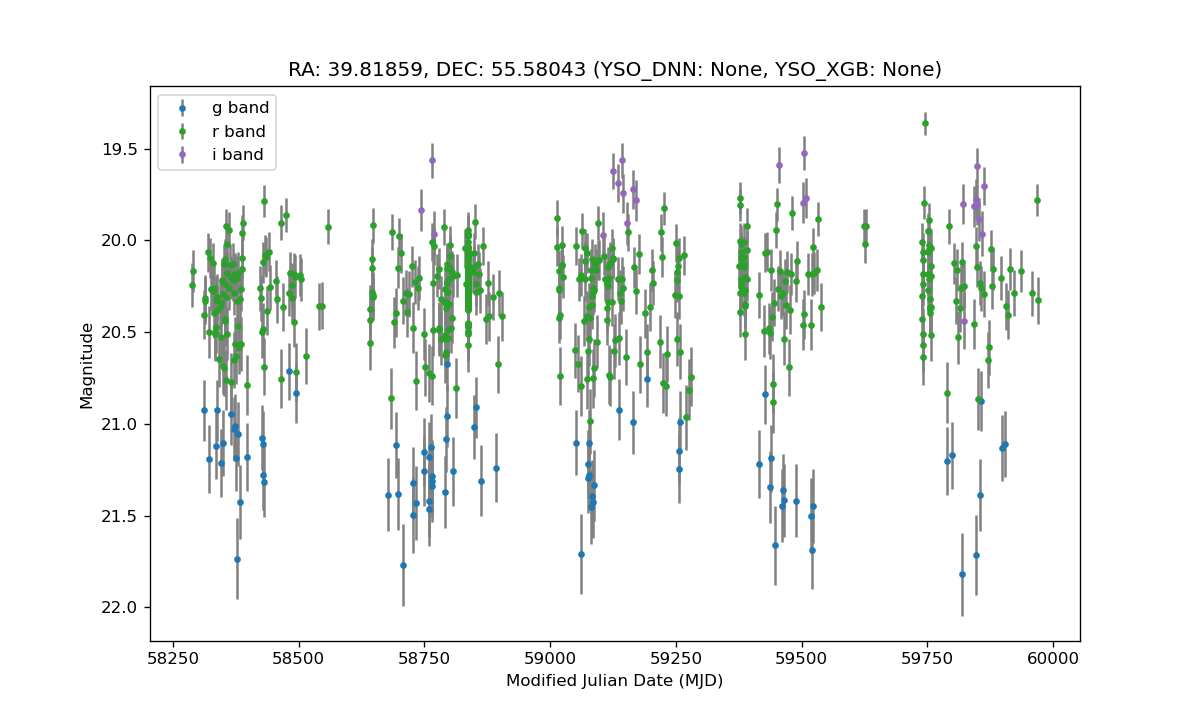 RA: 39.81859, DEC: 55.58043 (YSO_DNN: None, YSO_XGB: None)
g band
r band
i band
19.5
20.0
20.5
21.0
21.5
22.0
Magnitude
58250 58500 58750 59000 59250 59500 59750 60000
Modified Julian Date (MJD)